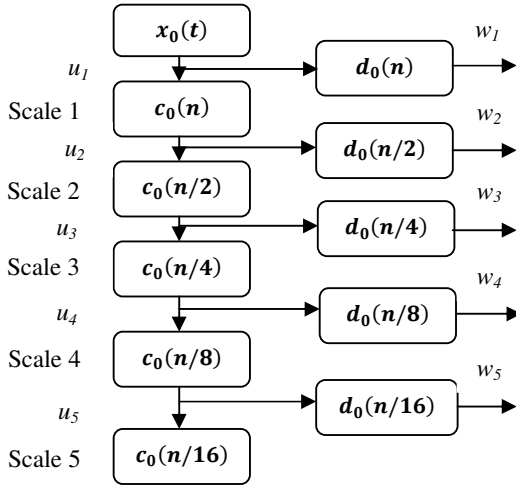 x₀(t)
w₁
u₁
d₀(n)
Scale 1
c₀(n)
w₂
u₂
d₀(n/2)
Scale 2
c₀(n/2)
w₃
u₃
d₀(n/4)
Scale 3
c₀(n/4)
w₄
u₄
d₀(n/8)
Scale 4
c₀(n/8)
w₅
u₅
d₀(n/16)
Scale 5
c₀(n/16)